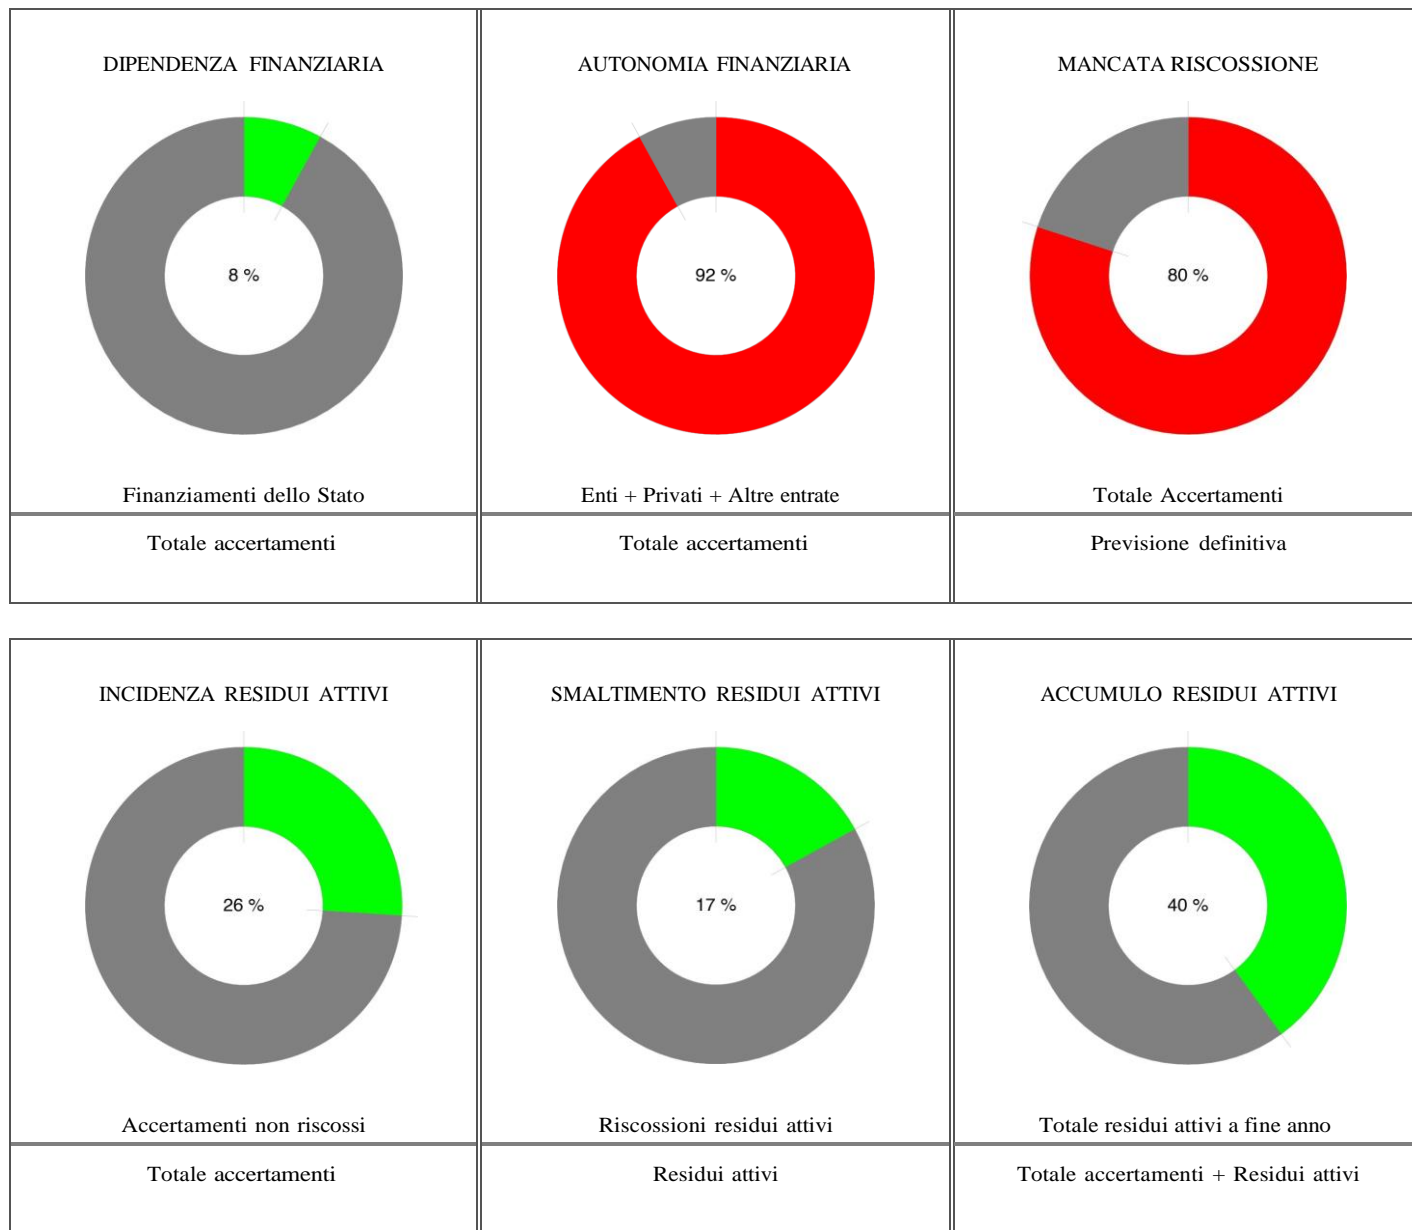 DIPENDENZA FINANZIARIA
8 %
Finanziamenti dello Stato
Totale accertamenti
AUTONOMIA FINANZIARIA
92 %
Enti + Privati + Altre entrate
Totale accertamenti
MANCATA RISCOSSIONE
80 %
Totale Accertamenti
Previsione definitiva
INCIDENZA RESIDUI ATTIVI
26 %
Accertamenti non riscossi
Totale accertamenti
SMALTIMENTO RESIDUI ATTIVI
17 %
Riscossioni residui attivi
Residui attivi
ACCUMULO RESIDUI ATTIVI
40 %
Totale residui attivi a fine anno
Totale accertamenti + Residui attivi